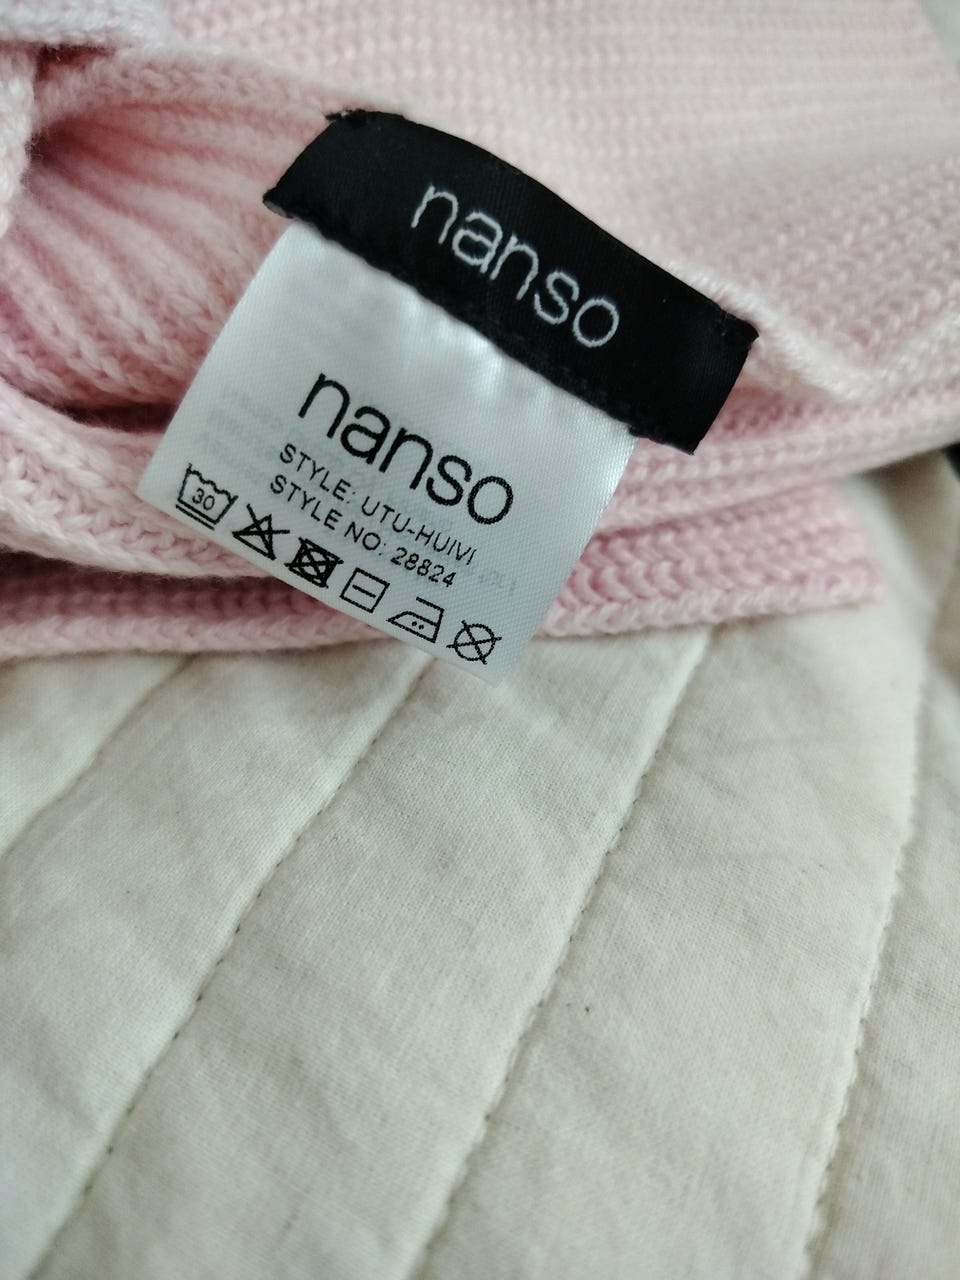 nanso
nanso
STYLE: UTU-HUIVI
STYLE NO: 28824
30